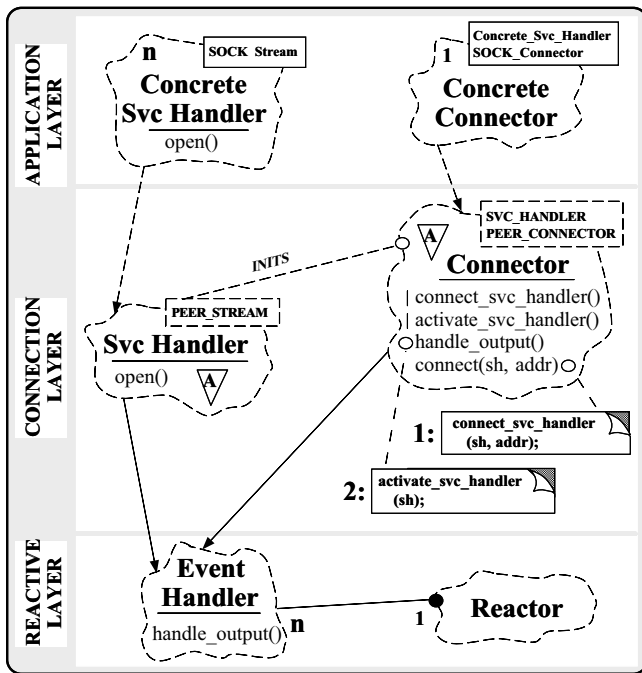 APPLICATION
LAYER
n
SOCK Stream
Concrete
Svc Handler
open()
1
Concrete_Svc_Handler
SOCK_Connector
Concrete
Connector
CONNECTION
LAYER
INITS
A
SVC_HANDLER
PEER_CONNECTOR
Connector
connect_svc_handler()
activate_svc_handler()
handle_output()
connect(sh, addr)
PEER_STREAM
Svc Handler
open()
A
1:
connect_svc_handler
(sh, addr);
2:
activate_svc_handler
(sh);
REACTIVE
LAYER
Event
Handler
handle_output()
n
1
Reactor